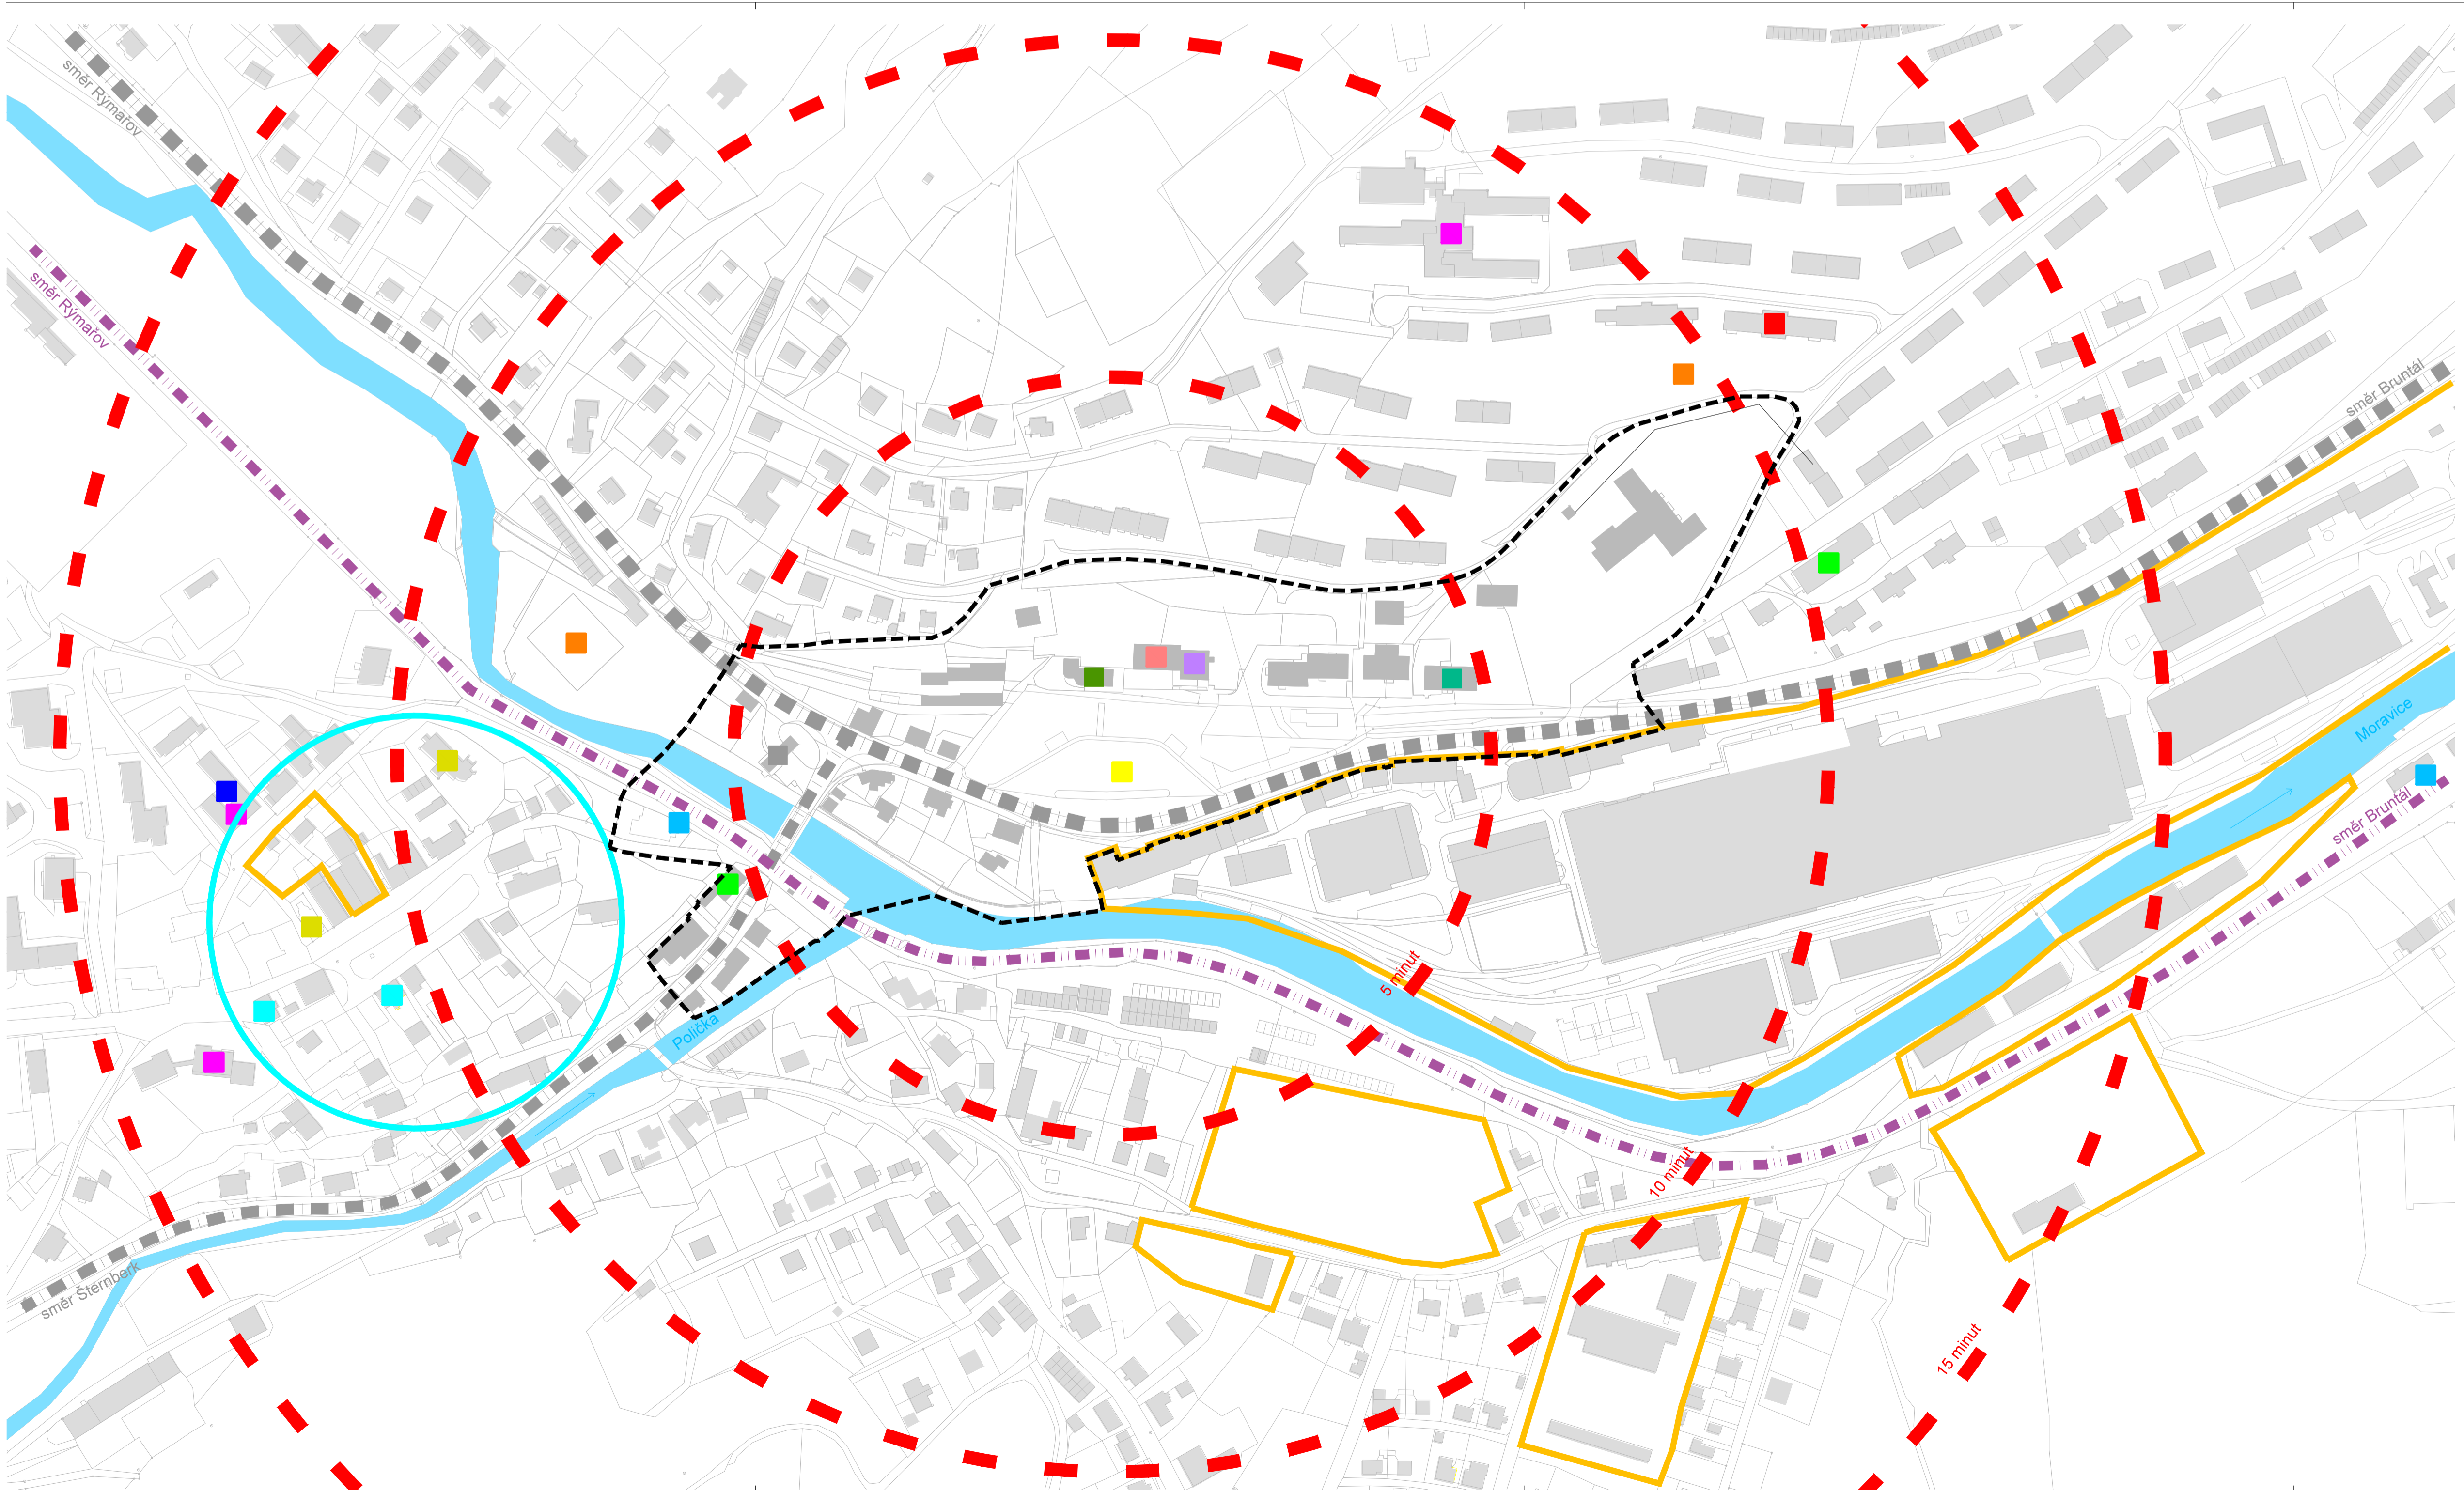 směr Rýmařov
směr Rýmařov
směr Bruntál
Moravice
směr Bruntál
5 minut
Polička
10 minut
směr Šternberk
15 minut